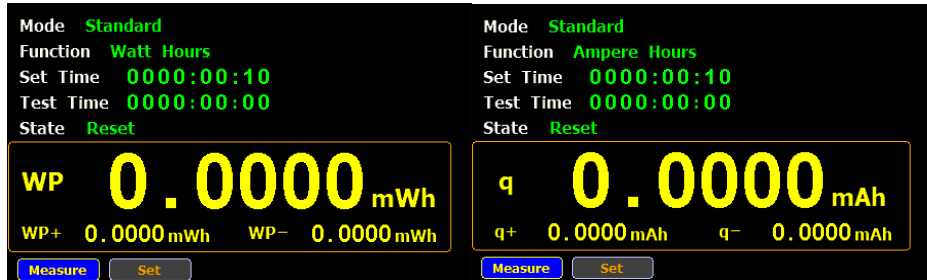 Mode Standard
Function Watt Hours
Set Time 0000:00:10
Test Time 0000:00:00
State Reset
WP 0.0000 mWh
WP+ 0.0000 mWh WP− 0.0000 mWh
Measure Set
Mode Standard
Function Ampere Hours
Set Time 0000:00:10
Test Time 0000:00:00
State Reset
q 0.0000 mAh
q+ 0.0000 mAh q− 0.0000 mAh
Measure Set